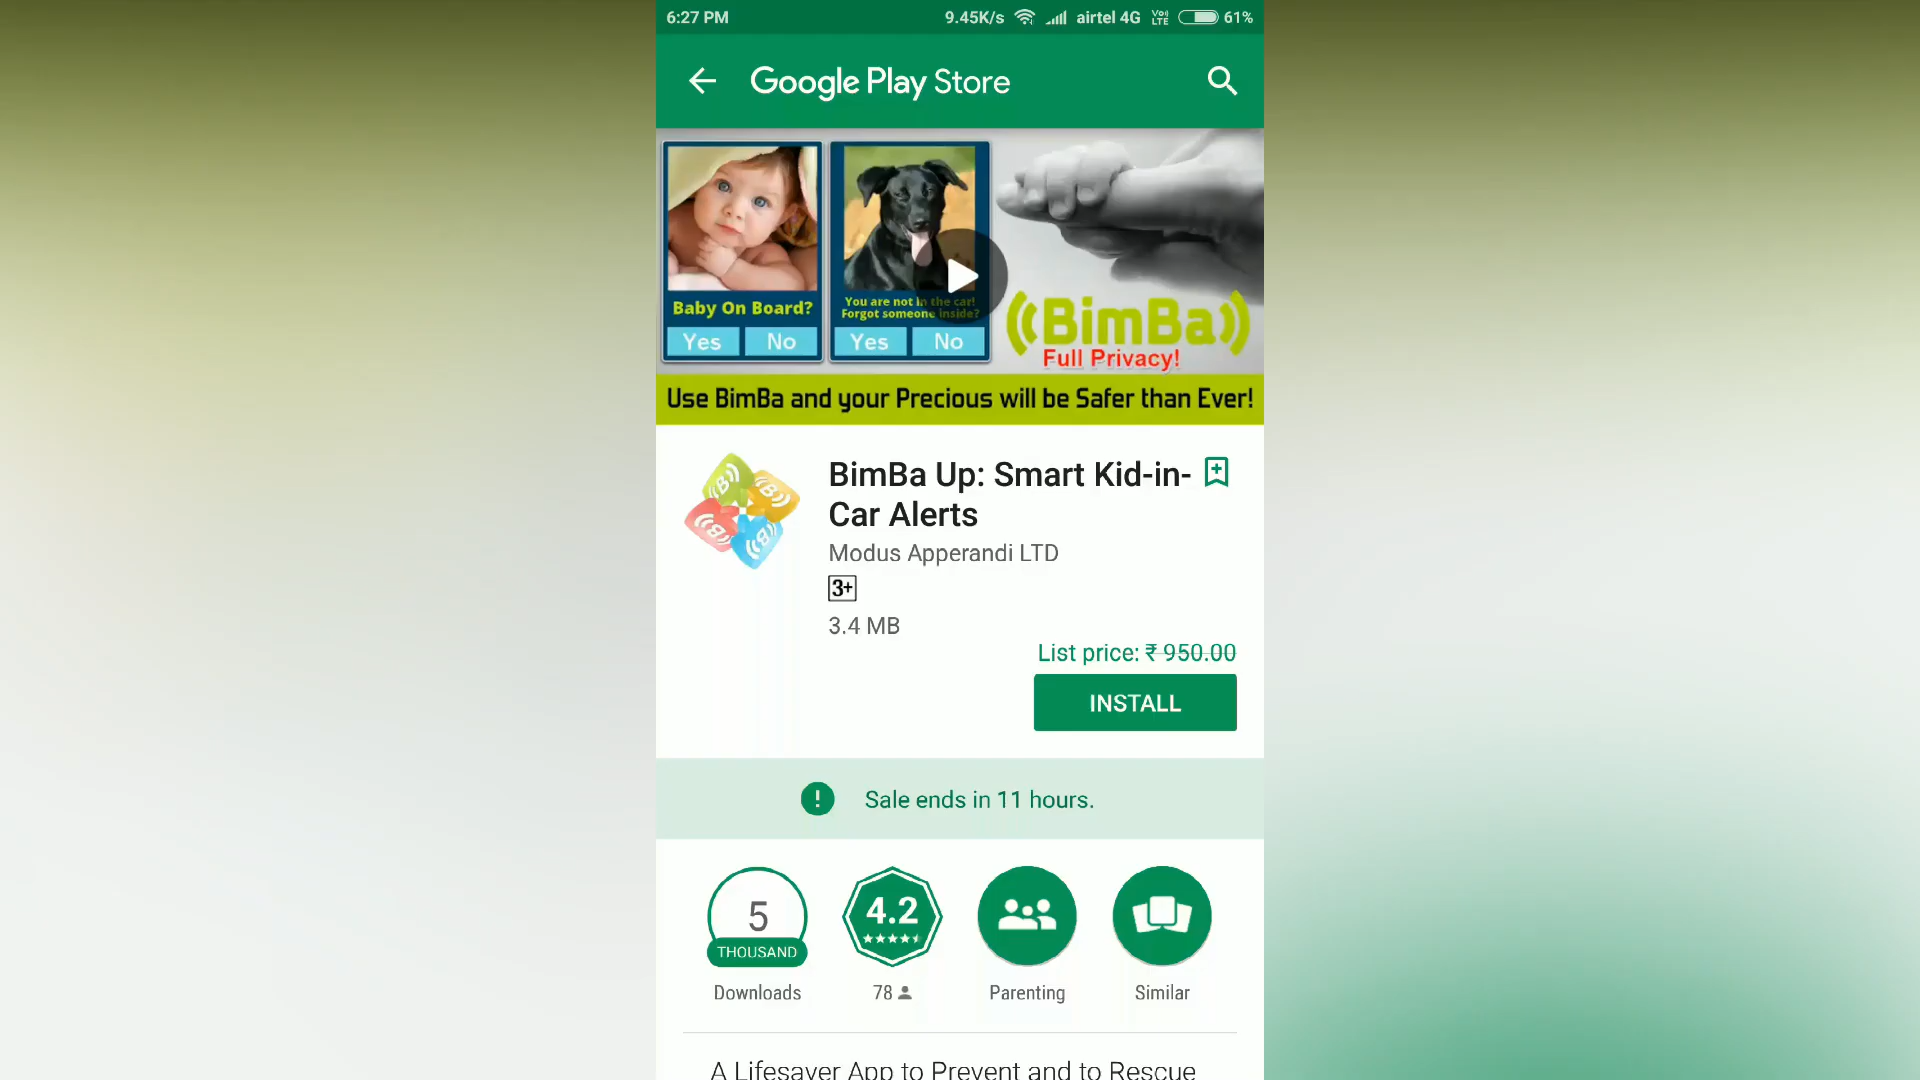 6:27 PM
9.45K/s
airtel 4G
Vo))
LTE
61%
Google Play Store
Baby On Board?
Yes
No
You are not in the car!
Forgot someone inside?
Yes
No
((BimBa))
Full Privacy!
Use BimBa and your Precious will be Safer than Ever!
BimBa Up: Smart Kid-in-
Car Alerts
Modus Apperandi LTD
3+
3.4 MB
List price: ₹ 950.00
INSTALL
Sale ends in 11 hours.
5
THOUSAND
4.2
Downloads
78
Parenting
Similar
A Lifesaver App to Prevent and to Rescue